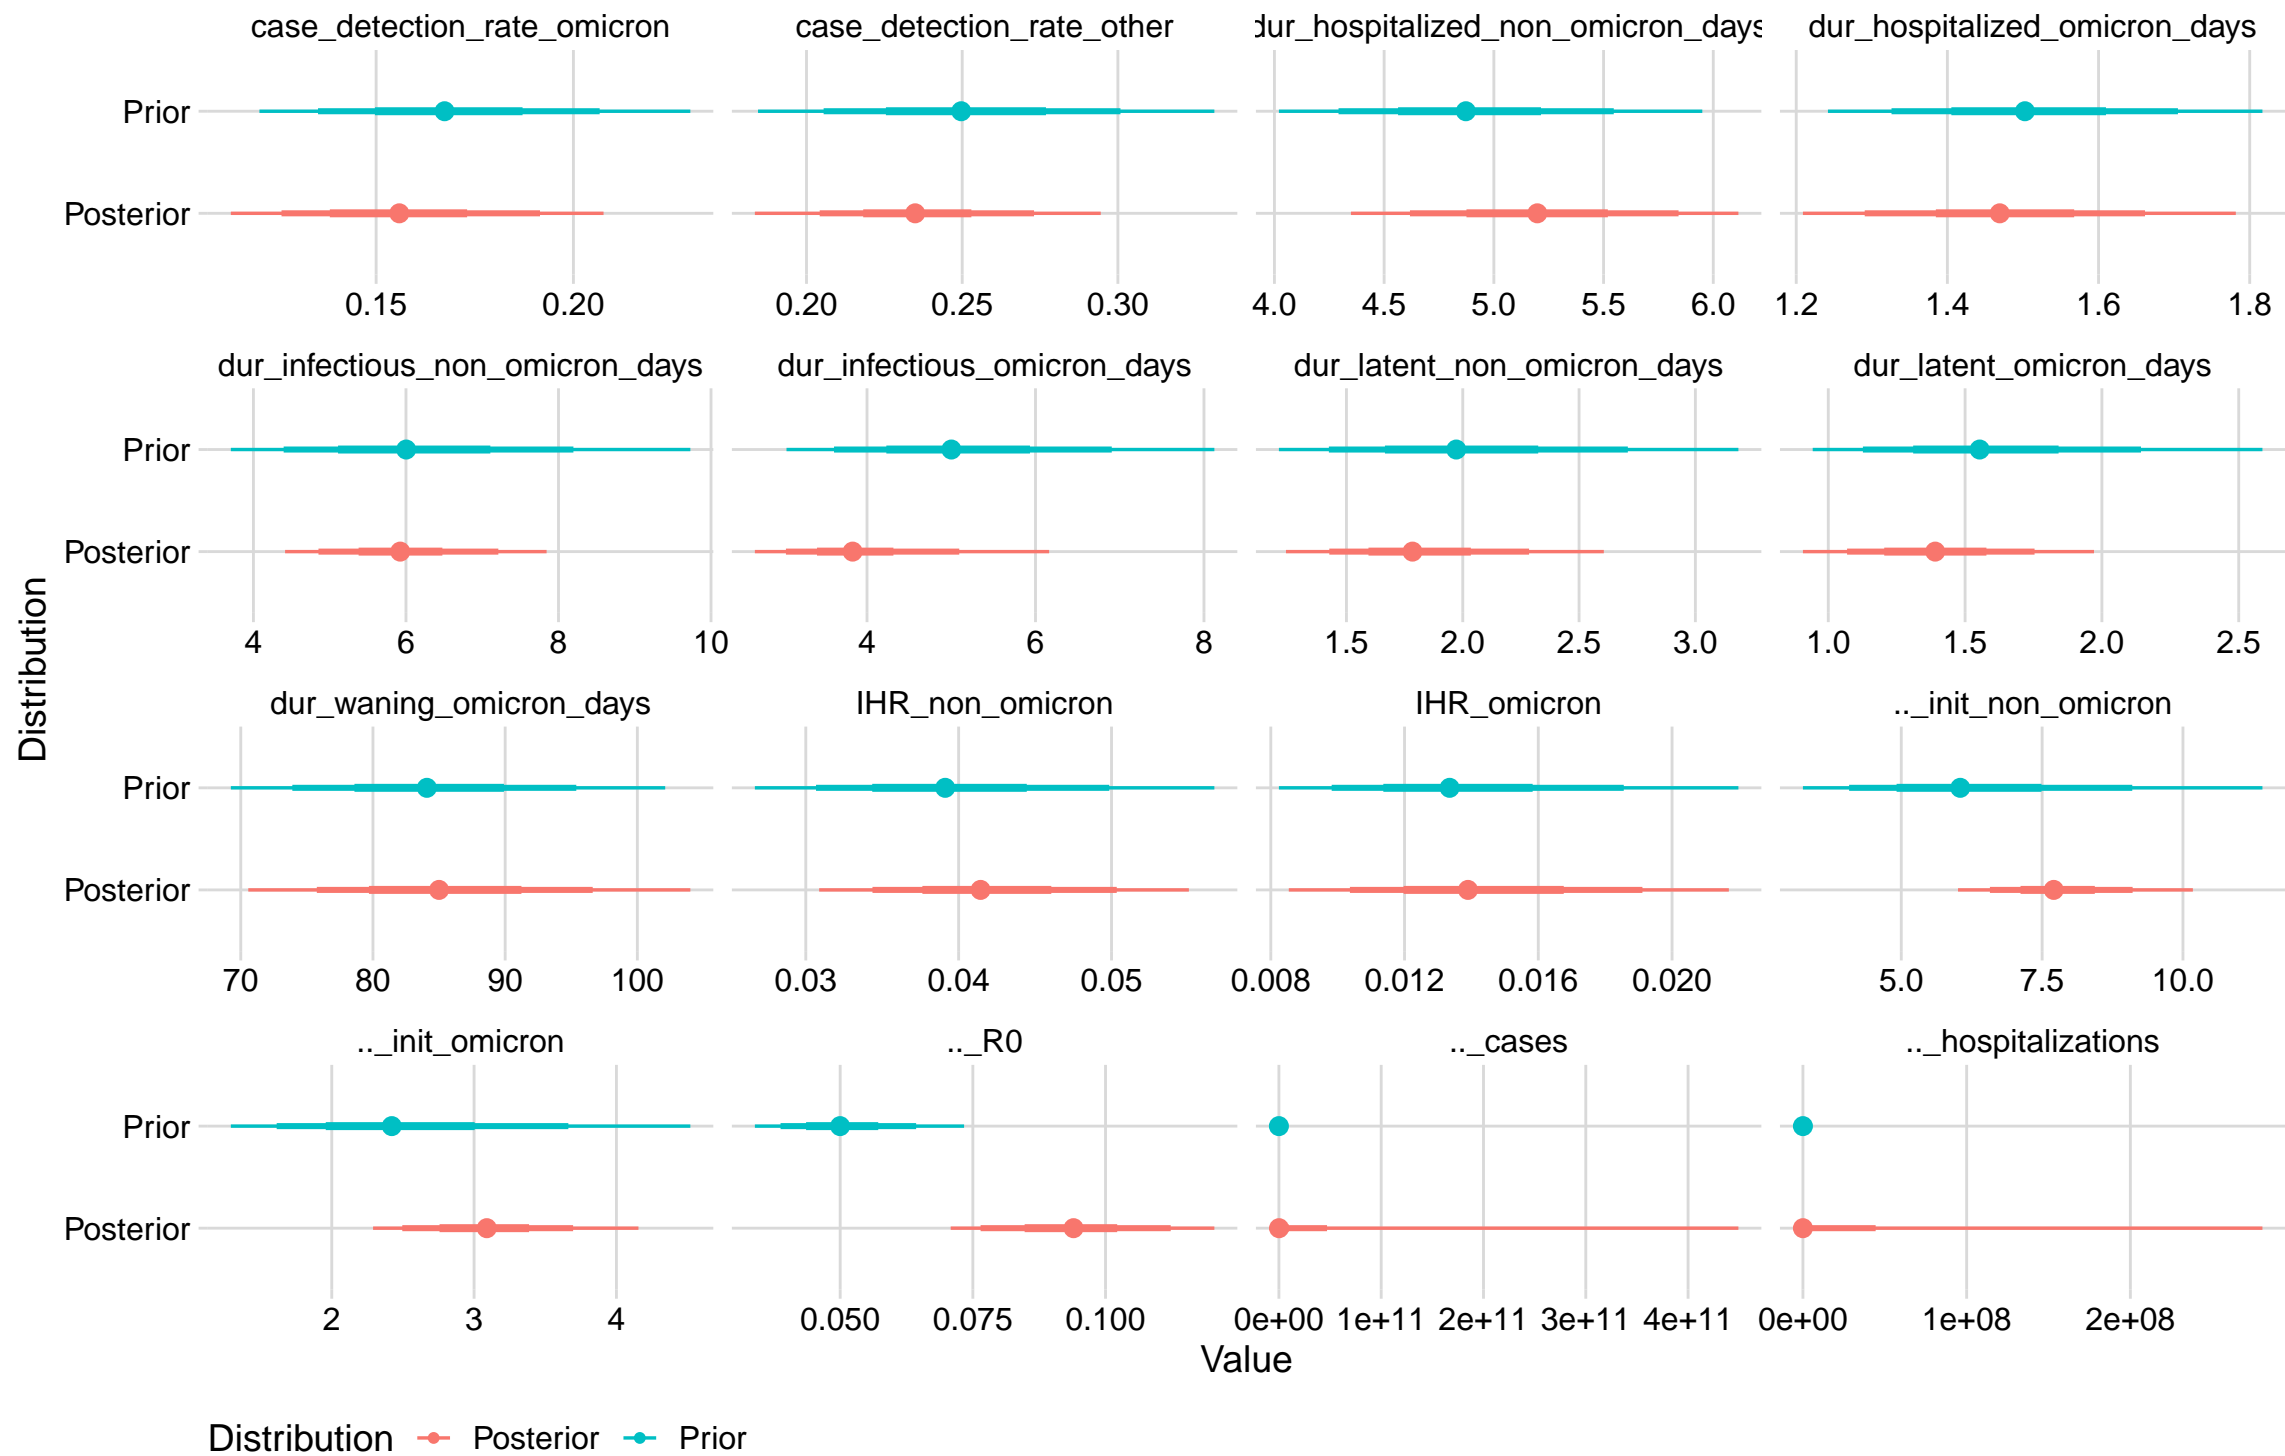 case_detection_rate_omicron case_detection_rate_other dur_hospitalized_non_omicron_days dur_hospitalized_omicron_days
Prior
Posterior
0.15 0.20 0.20 0.25 0.30 4.0 4.5 5.0 5.5 6.0 1.2 1.4 1.6 1.8
dur_infectious_non_omicron_days dur_infectious_omicron_days dur_latent_non_omicron_days dur_latent_omicron_days
Prior
Posterior
4 6 8 10 4 6 8 1.5 2.0 2.5 3.0 1.0 1.5 2.0 2.5
Distribution
dur_waning_omicron_days IHR_non_omicron IHR_omicron .._init_non_omicron
Prior
Posterior
70 80 90 100 0.03 0.04 0.05 0.008 0.012 0.016 0.020 5.0 7.5 10.0
.._init_omicron .._R0 .._cases .._hospitalizations
Prior
Posterior
2 3 4 0.050 0.075 0.100 0e+00 1e+11 2e+11 3e+11 4e+11 0e+00 1e+08 2e+08
Value
Distribution Posterior Prior